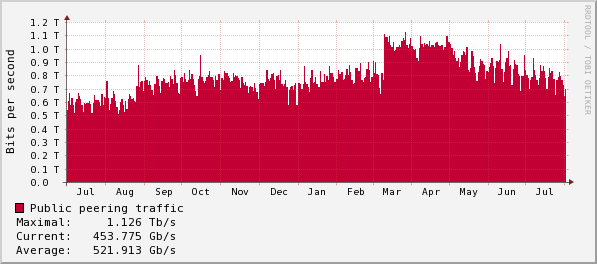 1.2 T
1.1 T
1.0 T
0.9 T
0.8 T
0.7 T
0.6 T
0.5 T
0.4 T
0.3 T
0.2 T
0.1 T
0.0
Bits per second
Jul Aug Sep Oct Nov Dec Jan Feb Mar Apr May Jun Jul
RRDTOOL / TOBI OETIKER
Public peering traffic
Maximal: 1.126 Tb/s
Current: 453.775 Gb/s
Average: 521.913 Gb/s